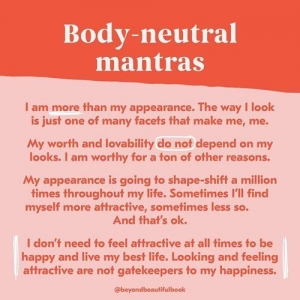 Body-neutral
mantras
I am more than my appearance. The way I look
is just one of many facets that make me, me.
My worth and lovability do not depend on my
looks. I am worthy for a ton of other reasons.
My appearance is going to shape-shift a million
times throughout my life. Sometimes I'll find
myself more attractive, sometimes less so.
And that's ok.
I don't need to feel attractive at all times to be
happy and live my best life. Looking and feeling
attractive are not gatekeepers to my happiness.
@beyondbeautifulbook